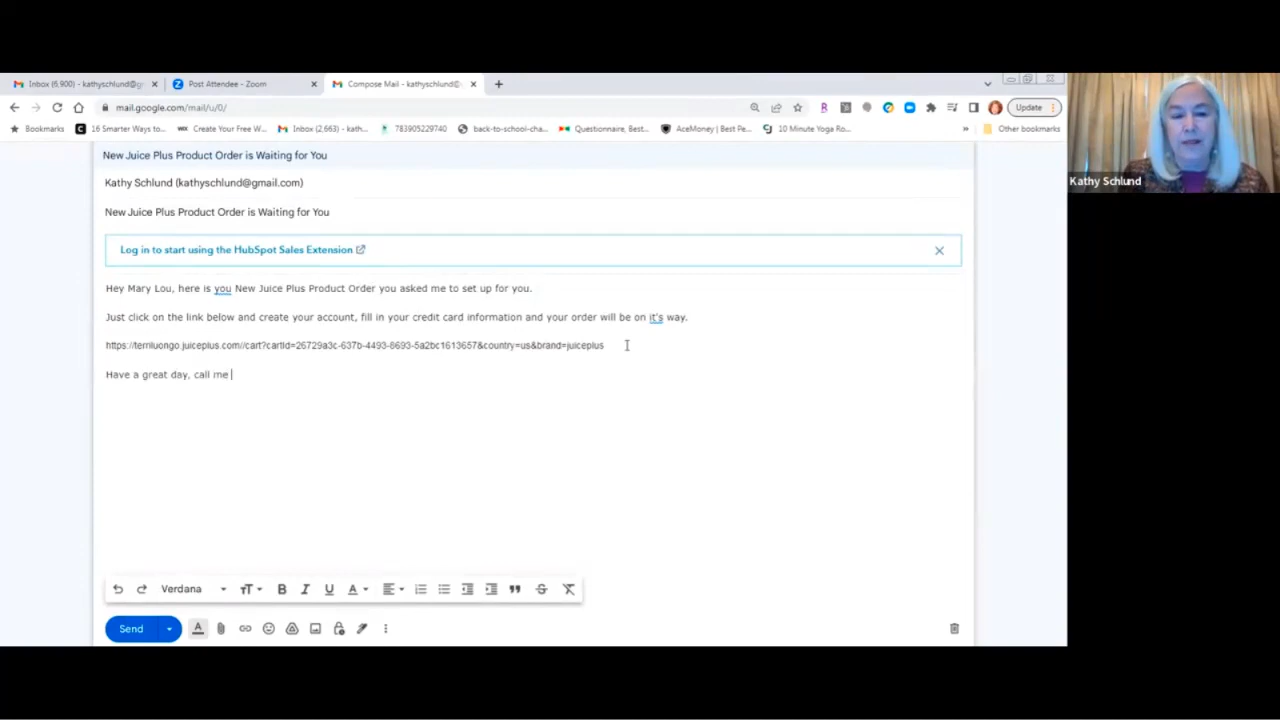 Inbox (6,900) - kathyschlund@g
Post Attendee - Zoom
Compose Mail - kathyschlund@
mail.google.com/mail/u/0/
Update
Bookmarks
16 Smarter Ways to...
Create Your Free W...
Inbox (2,663) - kath...
783905229740
back-to-school-cha...
Questionnaire, Best...
AceMoney | Best Pe...
10 Minute Yoga Ro...
Other bookmarks
New Juice Plus Product Order is Waiting for You
Kathy Schlund (kathyschlund@gmail.com)
New Juice Plus Product Order is Waiting for You
Log in to start using the HubSpot Sales Extension
Hey Mary Lou, here is you New Juice Plus Product Order you asked me to set up for you.
Just click on the link below and create your account, fill in your credit card information and your order will be on it's way.
https://terriluongo.juiceplus.com//cart?cartId=26729a3c-637b-4493-8693-5a2bc1613657&country=us&brand=juiceplus
Have a great day, call me
Verdana
Send
Kathy Schlund